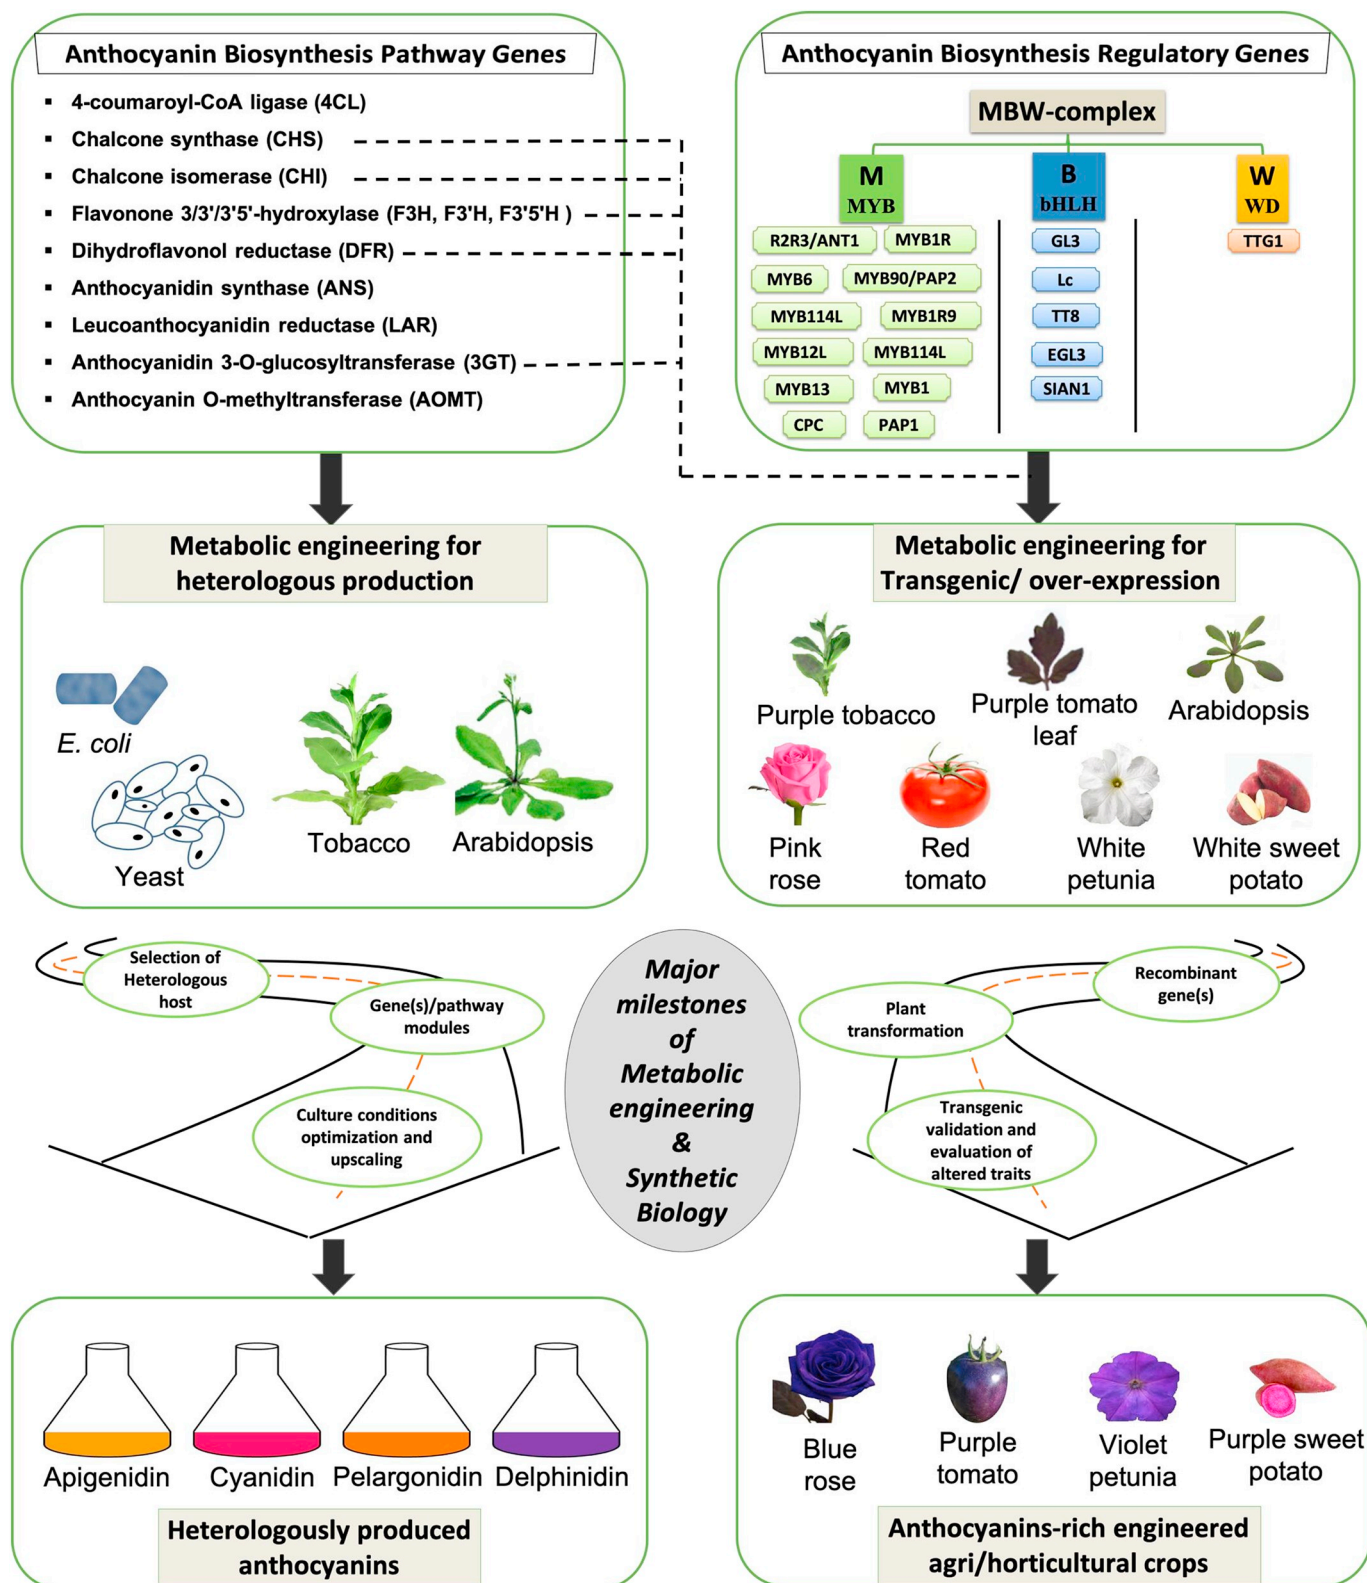 Anthocyanin Biosynthesis Pathway Genes
▪ 4-coumaroyl-CoA ligase (4CL)
▪ Chalcone synthase (CHS)
▪ Chalcone isomerase (CHI)
▪ Flavonone 3/3'/3'5'-hydroxylase (F3H, F3'H, F3'5'H )
▪ Dihydroflavonol reductase (DFR)
▪ Anthocyanidin synthase (ANS)
▪ Leucoanthocyanidin reductase (LAR)
▪ Anthocyanidin 3-O-glucosyltransferase (3GT)
▪ Anthocyanin O-methyltransferase (AOMT)
Anthocyanin Biosynthesis Regulatory Genes
MBW-complex
M
MYB
B
bHLH
W
WD
R2R3/ANT1
MYB1R
MYB6
MYB90/PAP2
MYB114L
MYB1R9
MYB12L
MYB114L
MYB13
MYB1
CPC
PAP1
GL3
Lc
TT8
EGL3
SIAN1
TTG1
Metabolic engineering for
heterologous production
E. coli
Yeast
Tobacco
Arabidopsis
Metabolic engineering for
Transgenic/ over-expression
Purple tobacco
Purple tomato
leaf
Arabidopsis
Pink
rose
Red
tomato
White
petunia
White sweet
potato
Selection of
Heterologous
host
Gene(s)/pathway
modules
Culture conditions
optimization and
upscaling
Major
milestones
of
Metabolic
engineering
&
Synthetic
Biology
Recombinant
gene(s)
Plant
transformation
Transgenic
validation and
evaluation of
altered traits
Apigenidin
Cyanidin
Pelargonidin
Delphinidin
Heterologously produced
anthocyanins
Blue
rose
Purple
tomato
Violet
petunia
Purple sweet
potato
Anthocyanins-rich engineered
agri/horticultural crops